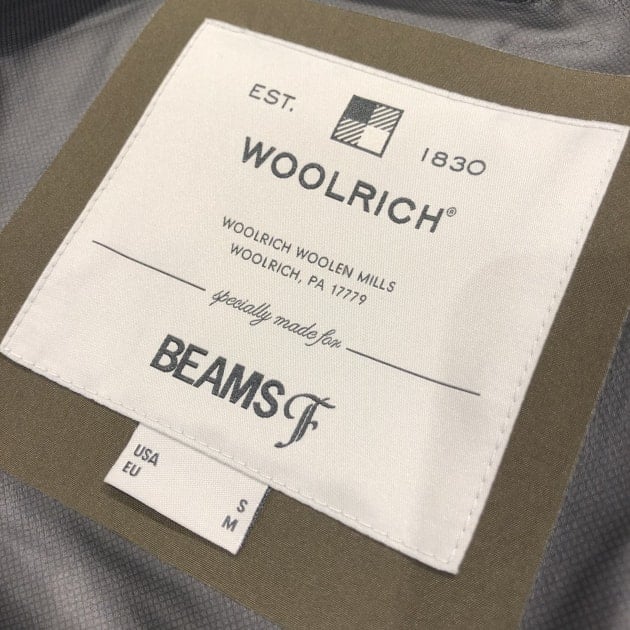 EST. 1830
WOOLRICH®
WOOLRICH WOOLEN MILLS
WOOLRICH, PA 17779
specially made for
BEAMS F
USA S
EU M